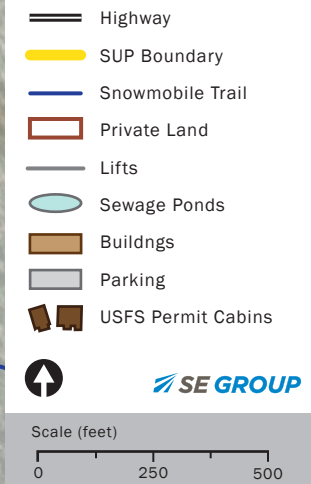 Highway
SUP Boundary
Snowmobile Trail
Private Land
Lifts
Sewage Ponds
Buildngs
Parking
USFS Permit Cabins
SE GROUP
Scale (feet)
0 250 500